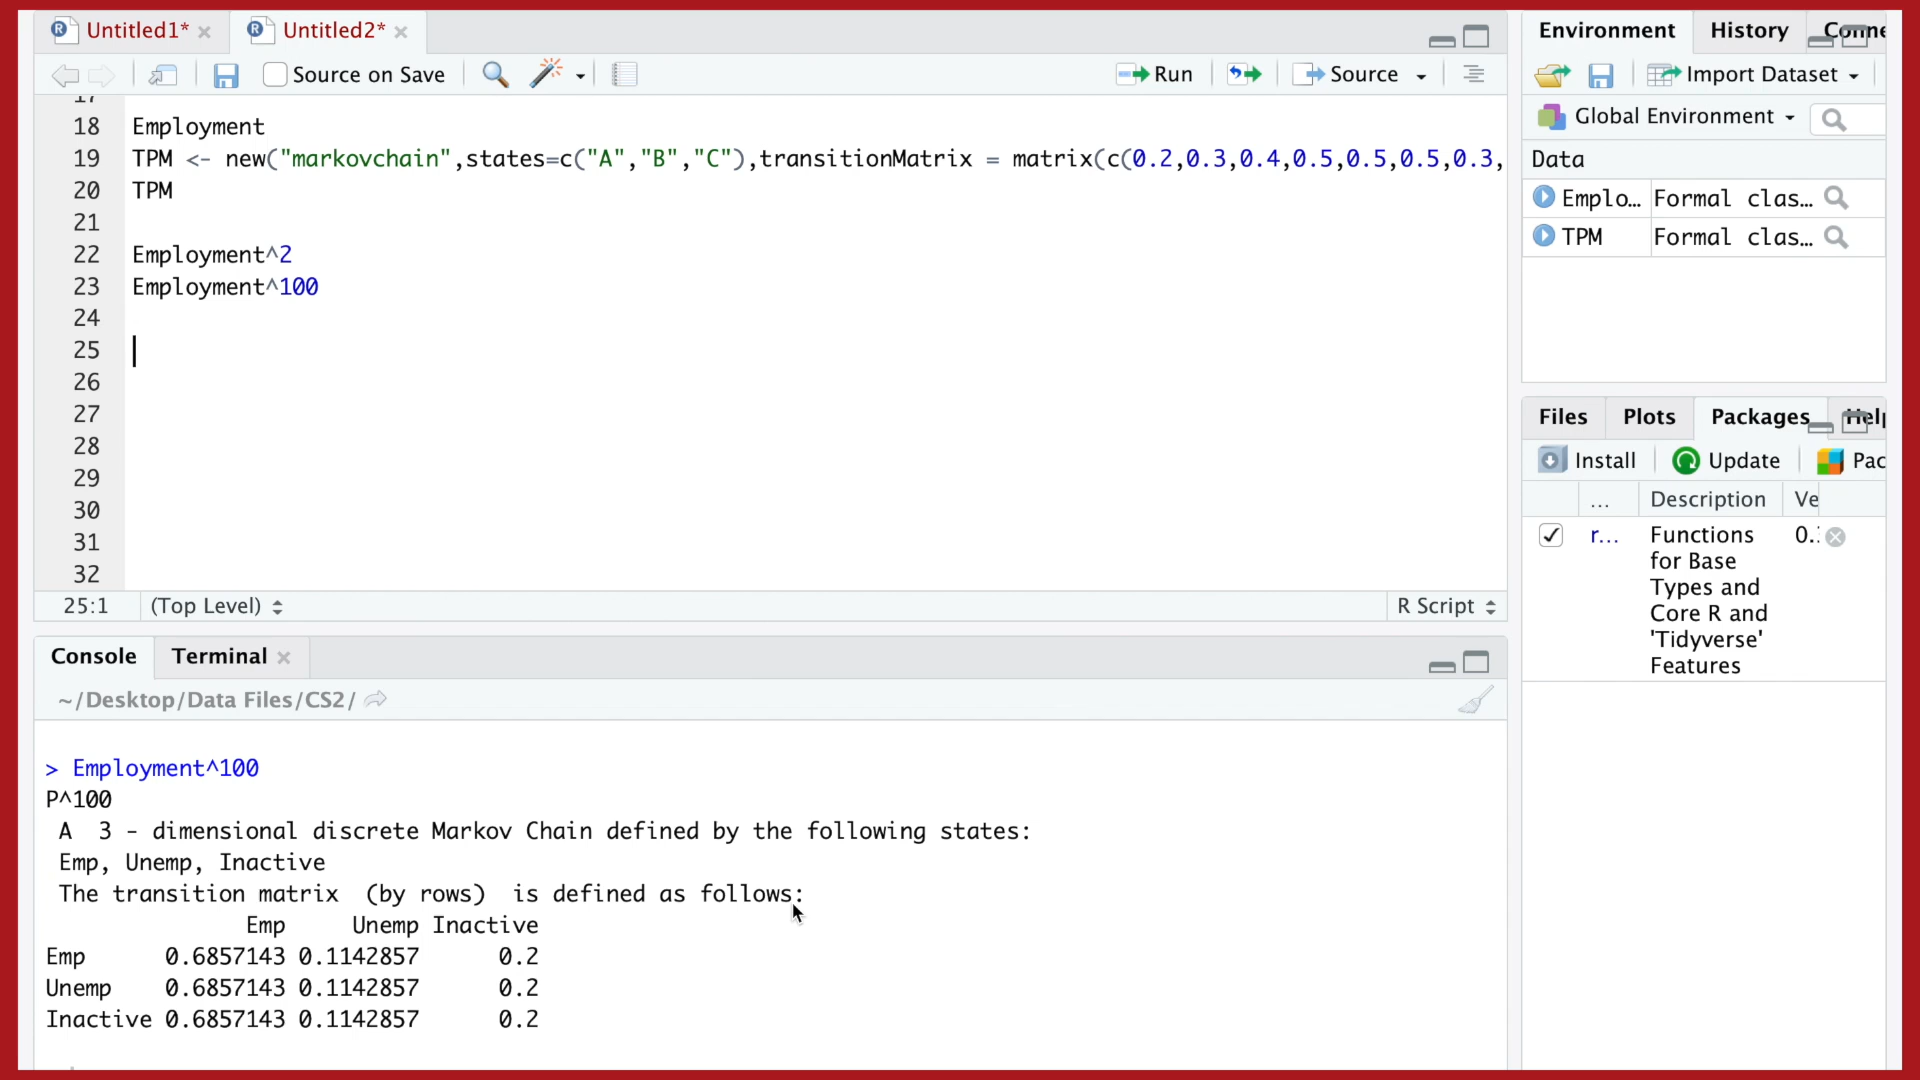 Untitled1*
Untitled2*
Source on Save
Run
Source
17
18 Employment
19 TPM <- new("markovchain",states=c("A","B","C"),transitionMatrix = matrix(c(0.2,0.3,0.4,0.5,0.5,0.5,0.3,
20 TPM
21
22 Employment^2
23 Employment^100
24
25
26
27
28
29
30
31
32
25:1 (Top Level) R Script
Console Terminal
~/Desktop/Data Files/CS2/
> Employment^100
P^100
A 3 - dimensional discrete Markov Chain defined by the following states:
Emp, Unemp, Inactive
The transition matrix (by rows) is defined as follows:
Emp Unemp Inactive
Emp 0.6857143 0.1142857 0.2
Unemp 0.6857143 0.1142857 0.2
Inactive 0.6857143 0.1142857 0.2
Environment History Conne
Import Dataset
Global Environment
Data
Emplo... Formal clas...
TPM Formal clas...
Files Plots Packages Help
Install Update Pac
... Description Ve
r... Functions 0.
for Base
Types and
Core R and
'Tidyverse'
Features